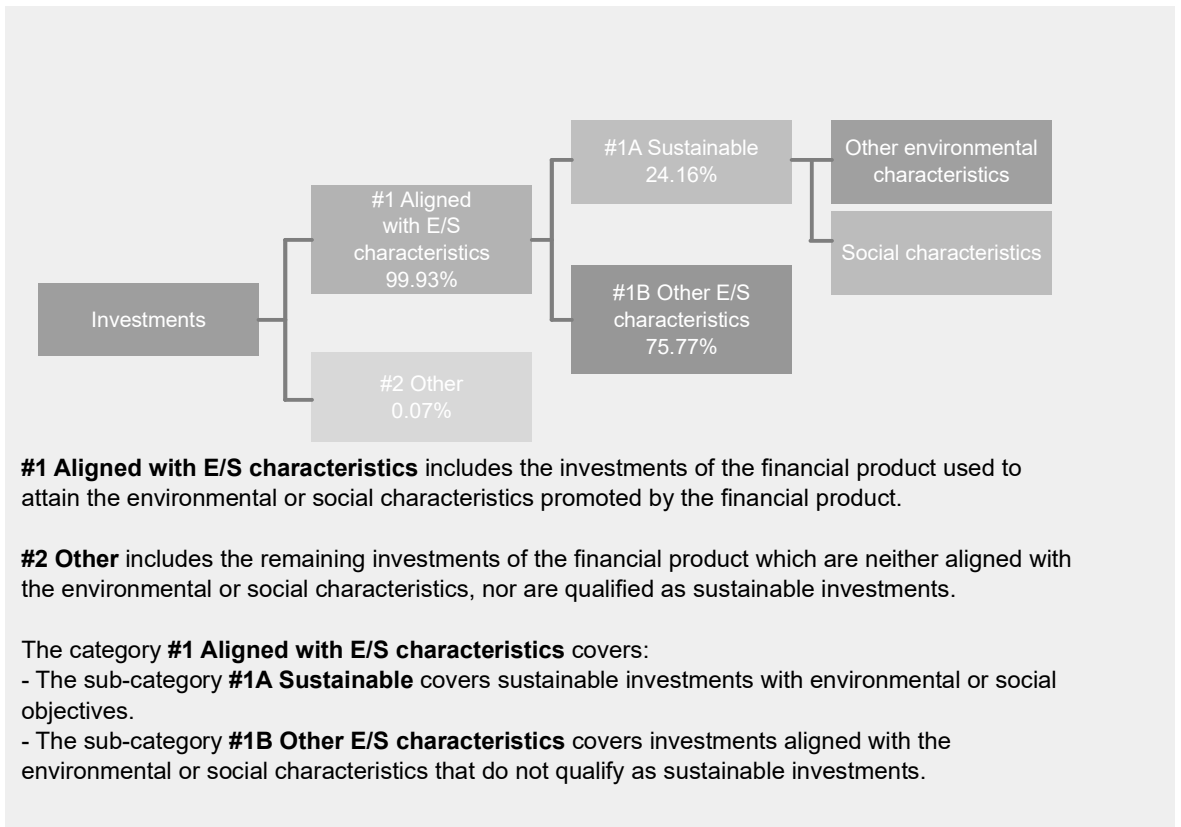 #1A Sustainable
24.16%
Other environmental
characteristics
#1 Aligned
with E/S
characteristics
99.93%
Social characteristics
#1B Other E/S
characteristics
75.77%
Investments
#2 Other
0.07%
#1 Aligned with E/S characteristics includes the investments of the financial product used to
attain the environmental or social characteristics promoted by the financial product.
#2 Other includes the remaining investments of the financial product which are neither aligned with
the environmental or social characteristics, nor are qualified as sustainable investments.
The category #1 Aligned with E/S characteristics covers:
- The sub-category #1A Sustainable covers sustainable investments with environmental or social
objectives.
- The sub-category #1B Other E/S characteristics covers investments aligned with the
environmental or social characteristics that do not qualify as sustainable investments.